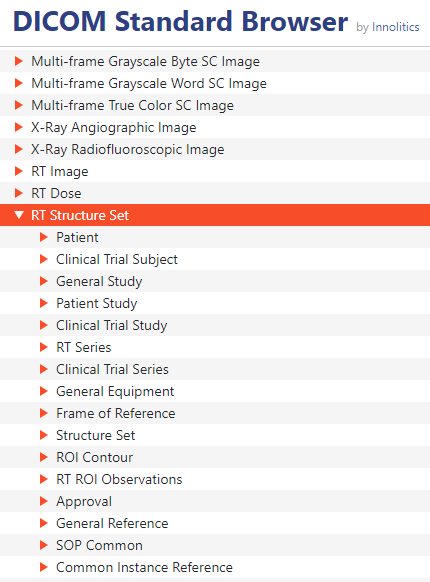 DICOM Standard Browser by Innolitics
Multi-frame Grayscale Byte SC Image
Multi-frame Grayscale Word SC Image
Multi-frame True Color SC Image
X-Ray Angiographic Image
X-Ray Radiofluoroscopic Image
RT Image
RT Dose
RT Structure Set
Patient
Clinical Trial Subject
General Study
Patient Study
Clinical Trial Study
RT Series
Clinical Trial Series
General Equipment
Frame of Reference
Structure Set
ROI Contour
RT ROI Observations
Approval
General Reference
SOP Common
Common Instance Reference